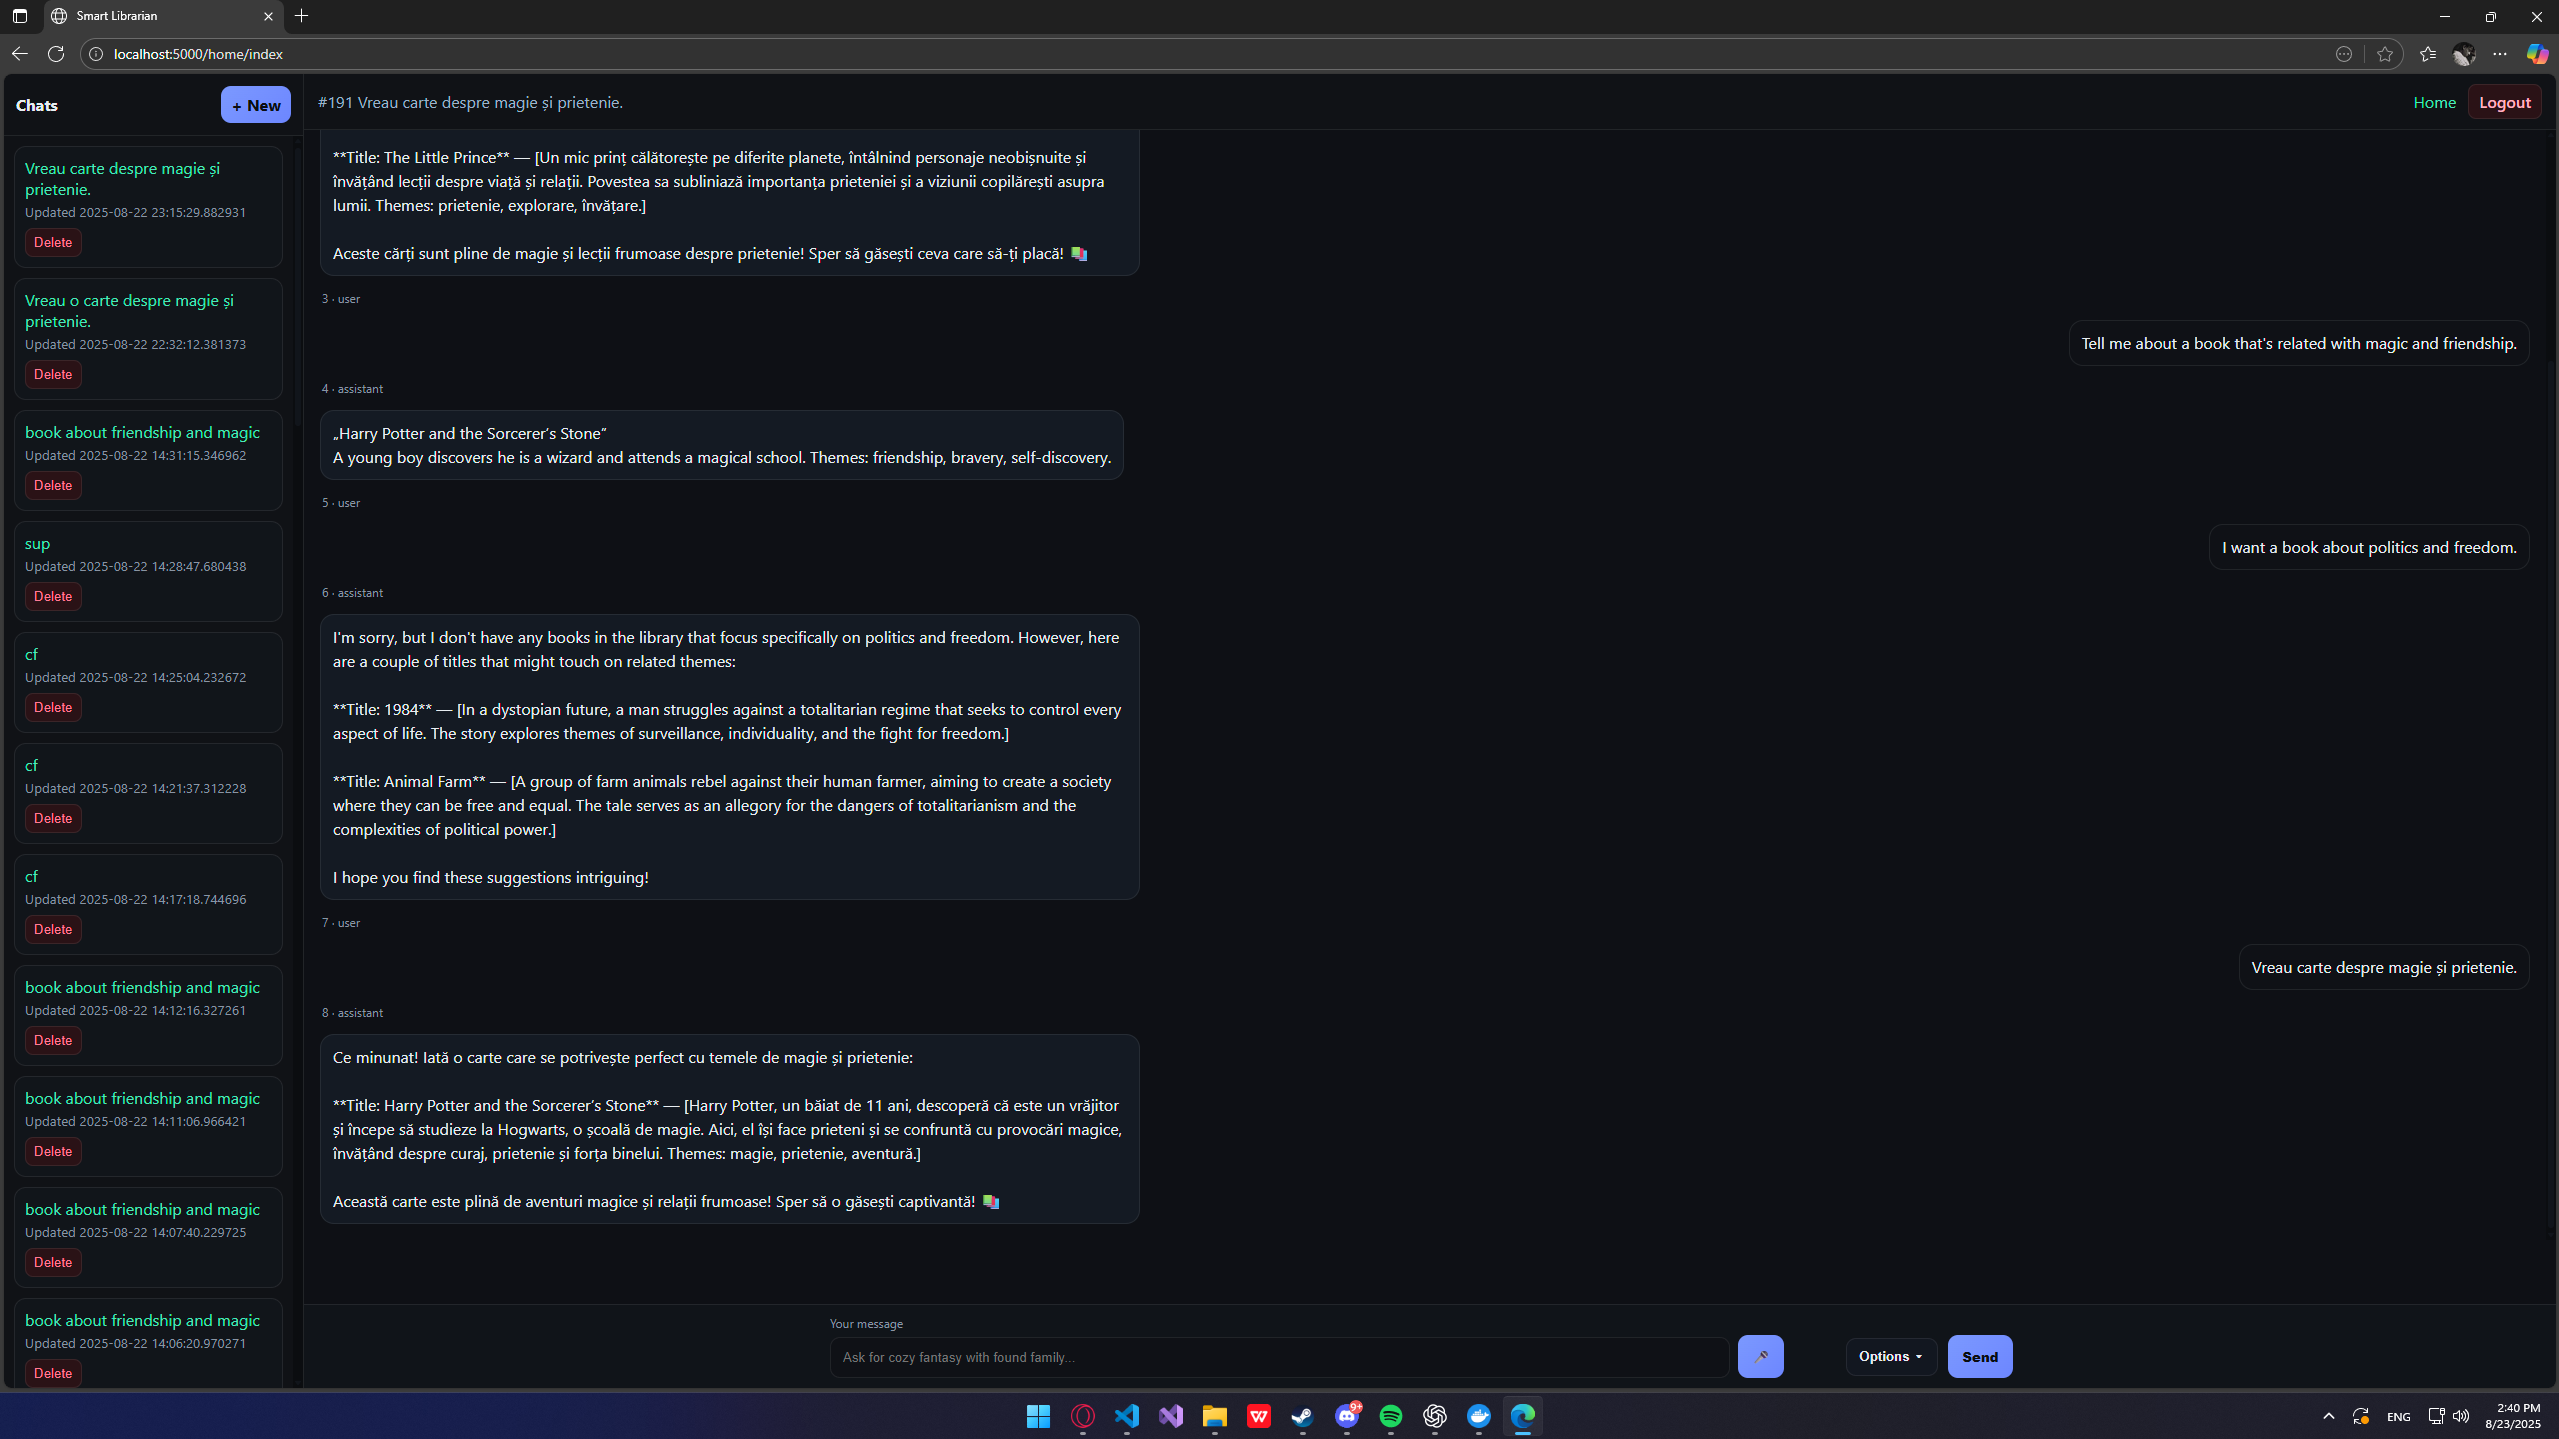 Smart Librarian
localhost:5000/home/index
Chats
+ New
Vreau carte despre magie și
prietenie.
Updated 2025-08-22 23:15:29.882931
Delete
Vreau o carte despre magie și
prietenie.
Updated 2025-08-22 22:32:12.381373
Delete
book about friendship and magic
Updated 2025-08-22 14:31:15.346962
Delete
sup
Updated 2025-08-22 14:28:47.680438
Delete
cf
Updated 2025-08-22 14:25:04.232672
Delete
cf
Updated 2025-08-22 14:21:37.312228
Delete
cf
Updated 2025-08-22 14:17:18.744696
Delete
book about friendship and magic
Updated 2025-08-22 14:12:16.327261
Delete
book about friendship and magic
Updated 2025-08-22 14:11:06.966421
Delete
book about friendship and magic
Updated 2025-08-22 14:07:40.229725
Delete
book about friendship and magic
Updated 2025-08-22 14:06:20.970271
Delete
#191 Vreau carte despre magie și prietenie.
Home
Logout
**Title: The Little Prince** — [Un mic prinț călătorește pe diferite planete, întâlnind personaje neobișnuite și
învățând lecții despre viață și relații. Povestea sa subliniază importanța prieteniei și a viziunii copilărești asupra
lumii. Themes: prietenie, explorare, învățare.]
Aceste cărți sunt pline de magie și lecții frumoase despre prietenie! Sper să găsești ceva care să-ți placă! 📚
3 · user
Tell me about a book that's related with magic and friendship.
4 · assistant
„Harry Potter and the Sorcerer’s Stone”
A young boy discovers he is a wizard and attends a magical school. Themes: friendship, bravery, self-discovery.
5 · user
I want a book about politics and freedom.
6 · assistant
I'm sorry, but I don't have any books in the library that focus specifically on politics and freedom. However, here
are a couple of titles that might touch on related themes:
**Title: 1984** — [In a dystopian future, a man struggles against a totalitarian regime that seeks to control every
aspect of life. The story explores themes of surveillance, individuality, and the fight for freedom.]
**Title: Animal Farm** — [A group of farm animals rebel against their human farmer, aiming to create a society
where they can be free and equal. The tale serves as an allegory for the dangers of totalitarianism and the
complexities of political power.]
I hope you find these suggestions intriguing!
7 · user
Vreau carte despre magie și prietenie.
8 · assistant
Ce minunat! Iată o carte care se potrivește perfect cu temele de magie și prietenie:
**Title: Harry Potter and the Sorcerer’s Stone** — [Harry Potter, un băiat de 11 ani, descoperă că este un vrăjitor
și începe să studieze la Hogwarts, o școală de magie. Aici, el își face prieteni și se confruntă cu provocări magice,
învățând despre curaj, prietenie și forța binelui. Themes: magie, prietenie, aventură.]
Această carte este plină de aventuri magice și relații frumoase! Sper să o găsești captivantă! 📚
Your message
Ask for cozy fantasy with found family...
Options
Send
9+
ENG
2:40 PM
8/23/2025